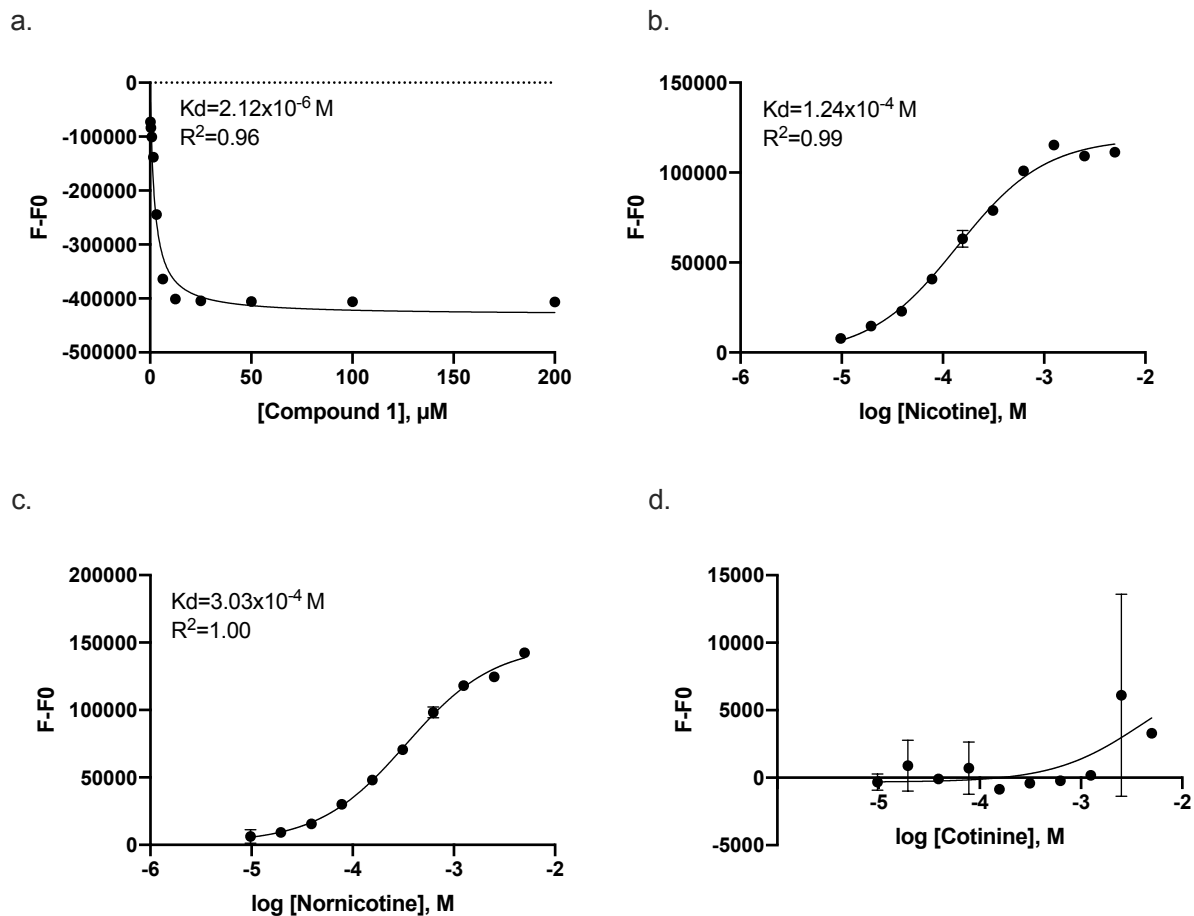 a.
0
-100000
-200000
-300000
-400000
-500000
F-F0
Kd=2.12x10⁻⁶ M
R²=0.96
0 50 100 150 200
[Compound 1], µM
b.
150000
100000
50000
0
F-F0
Kd=1.24x10⁻⁴ M
R²=0.99
-6 -5 -4 -3 -2
log [Nicotine], M
c.
200000
150000
100000
50000
0
F-F0
Kd=3.03x10⁻⁴ M
R²=1.00
-6 -5 -4 -3 -2
log [Nornicotine], M
d.
15000
10000
5000
0
-5000
F-F0
-5 -4 -3 -2
log [Cotinine], M